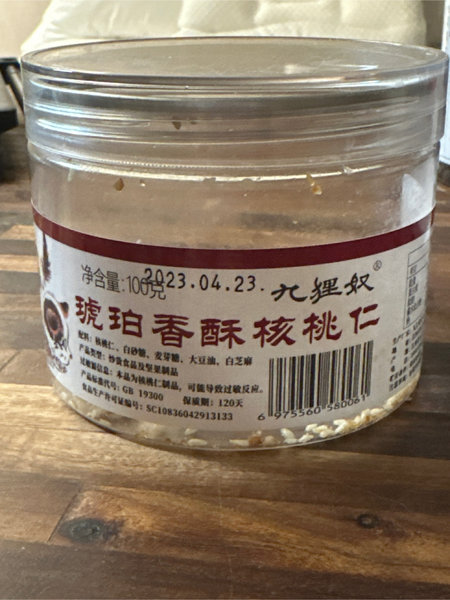 净含量: 100克
2023.04.23.
九狸奴®
琥珀香酥核桃仁
配料: 核桃仁、白砂糖、麦芽糖、大豆油、白芝麻
产品类型: 炒货食品及坚果制品
过敏源信息: 本品为核桃仁制品, 可能导致过敏反应。
产品标准代号: GB 19300 保质期: 120天
食品生产许可证编号: SC10836042913133
6 975560 580061